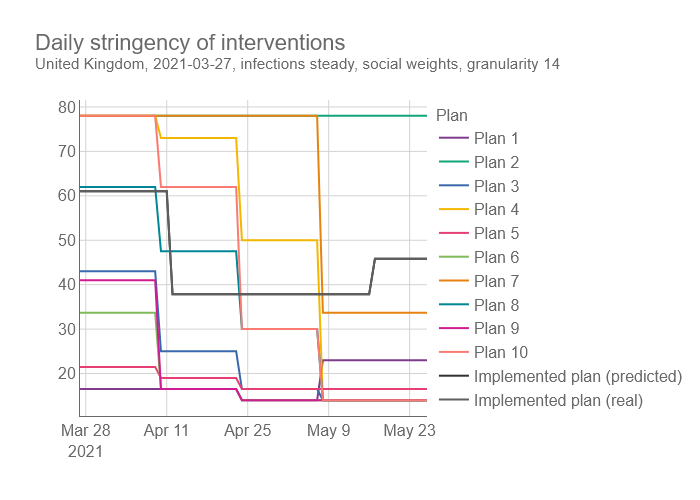 Daily stringency of interventions
United Kingdom, 2021-03-27, infections steady, social weights, granularity 14
80
70
60
50
40
30
20
Mar 28
2021
Apr 11
Apr 25
May 9
May 23
Plan
Plan 1
Plan 2
Plan 3
Plan 4
Plan 5
Plan 6
Plan 7
Plan 8
Plan 9
Plan 10
Implemented plan (predicted)
Implemented plan (real)